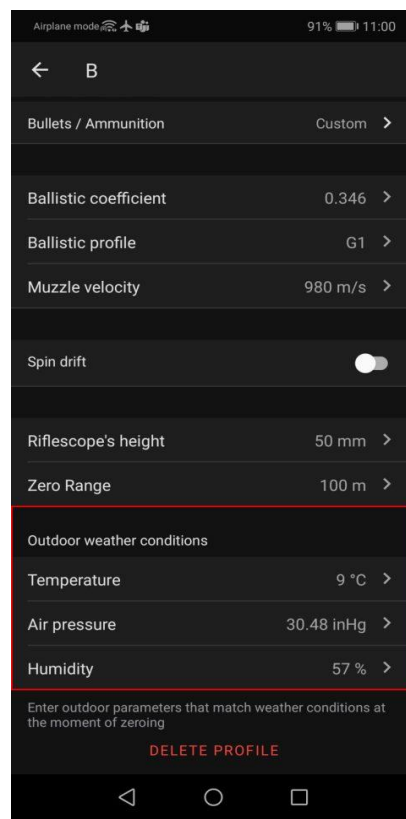 Airplane mode 91% 11:00
B
Bullets / Ammunition Custom
Ballistic coefficient 0.346
Ballistic profile G1
Muzzle velocity 980 m/s
Spin drift
Riflescope's height 50 mm
Zero Range 100 m
Outdoor weather conditions
Temperature 9 °C
Air pressure 30.48 inHg
Humidity 57 %
Enter outdoor parameters that match weather conditions at
the moment of zeroing
DELETE PROFILE